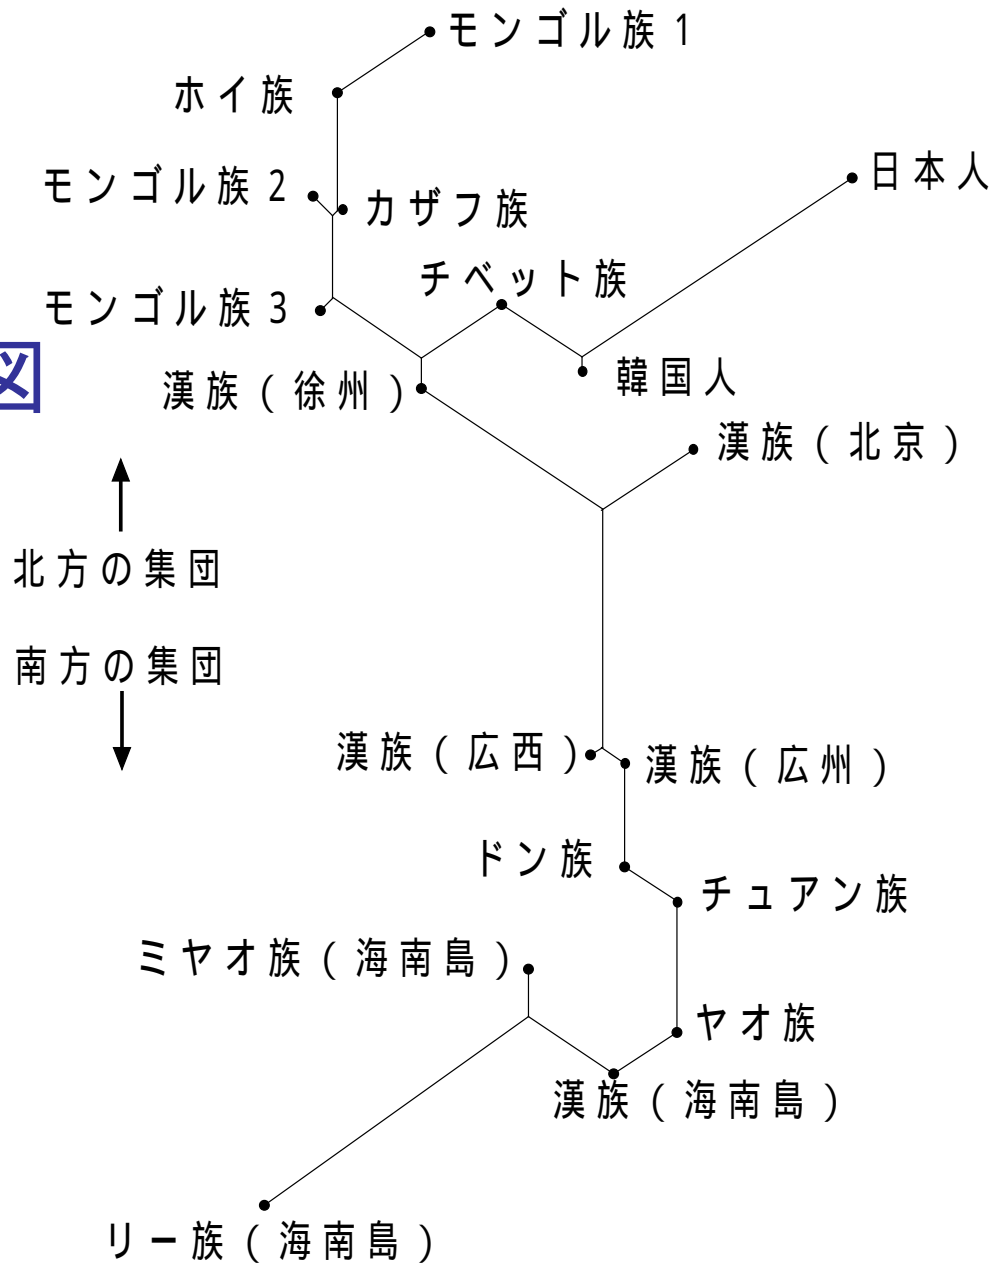 モンゴル族1
ホイ族
日本人
モンゴル族2
カザフ族
チベット族
モンゴル族3
図
韓国人
漢族(徐州)
漢族(北京)
北方の集団
南方の集団
漢族(広西)
漢族(広州)
ドン族
チュアン族
ミヤオ族(海南島)
ヤオ族
漢族(海南島)
リー族(海南島)